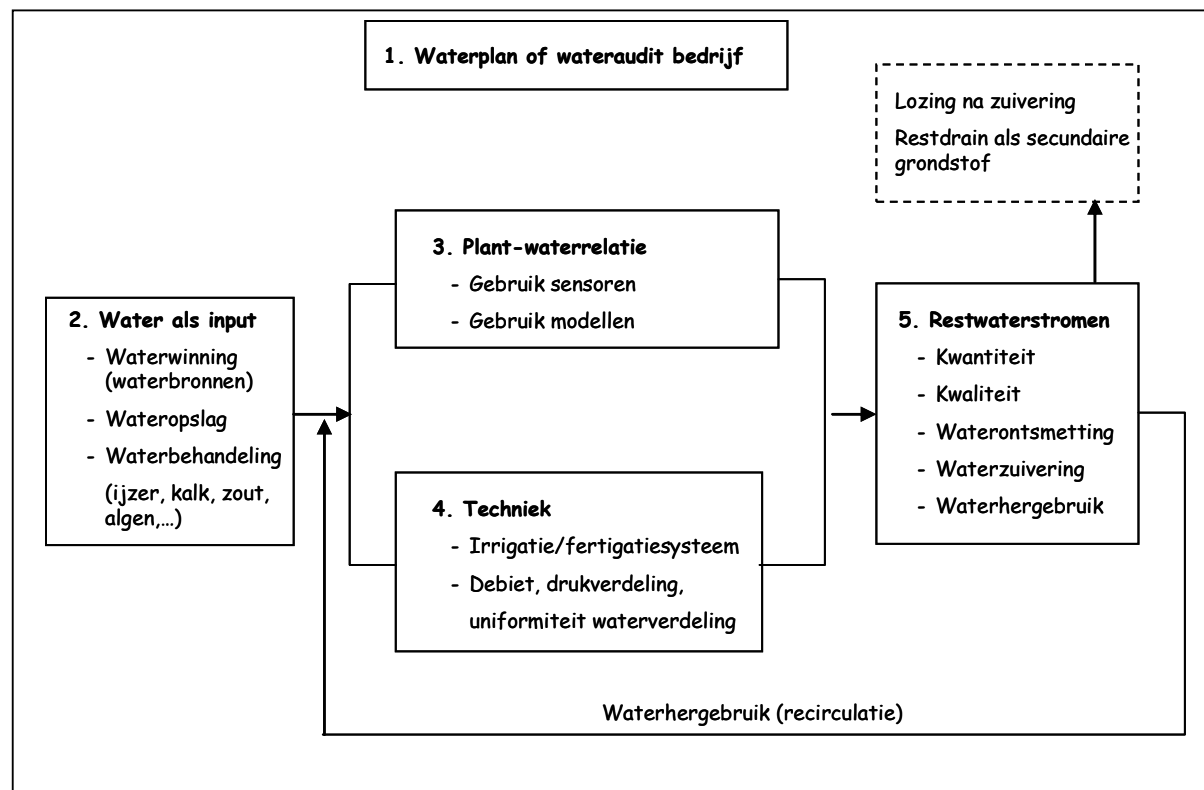 1. Waterplan of wateraudit bedrijf
Lozing na zuivering
Restdrain als secundaire
grondstof
2. Water als input
- Waterwinning
(waterbronnen)
- Wateropslag
- Waterbehandeling
(ijzer, kalk, zout,
algen,...)
3. Plant-waterrelatie
- Gebruik sensoren
- Gebruik modellen
4. Techniek
- Irrigatie/fertigatiesysteem
- Debiet, drukverdeling,
uniformiteit waterverdeling
5. Restwaterstromen
- Kwantiteit
- Kwaliteit
- Waterontsmetting
- Waterzuivering
- Waterhergebruik
Waterhergebruik (recirculatie)